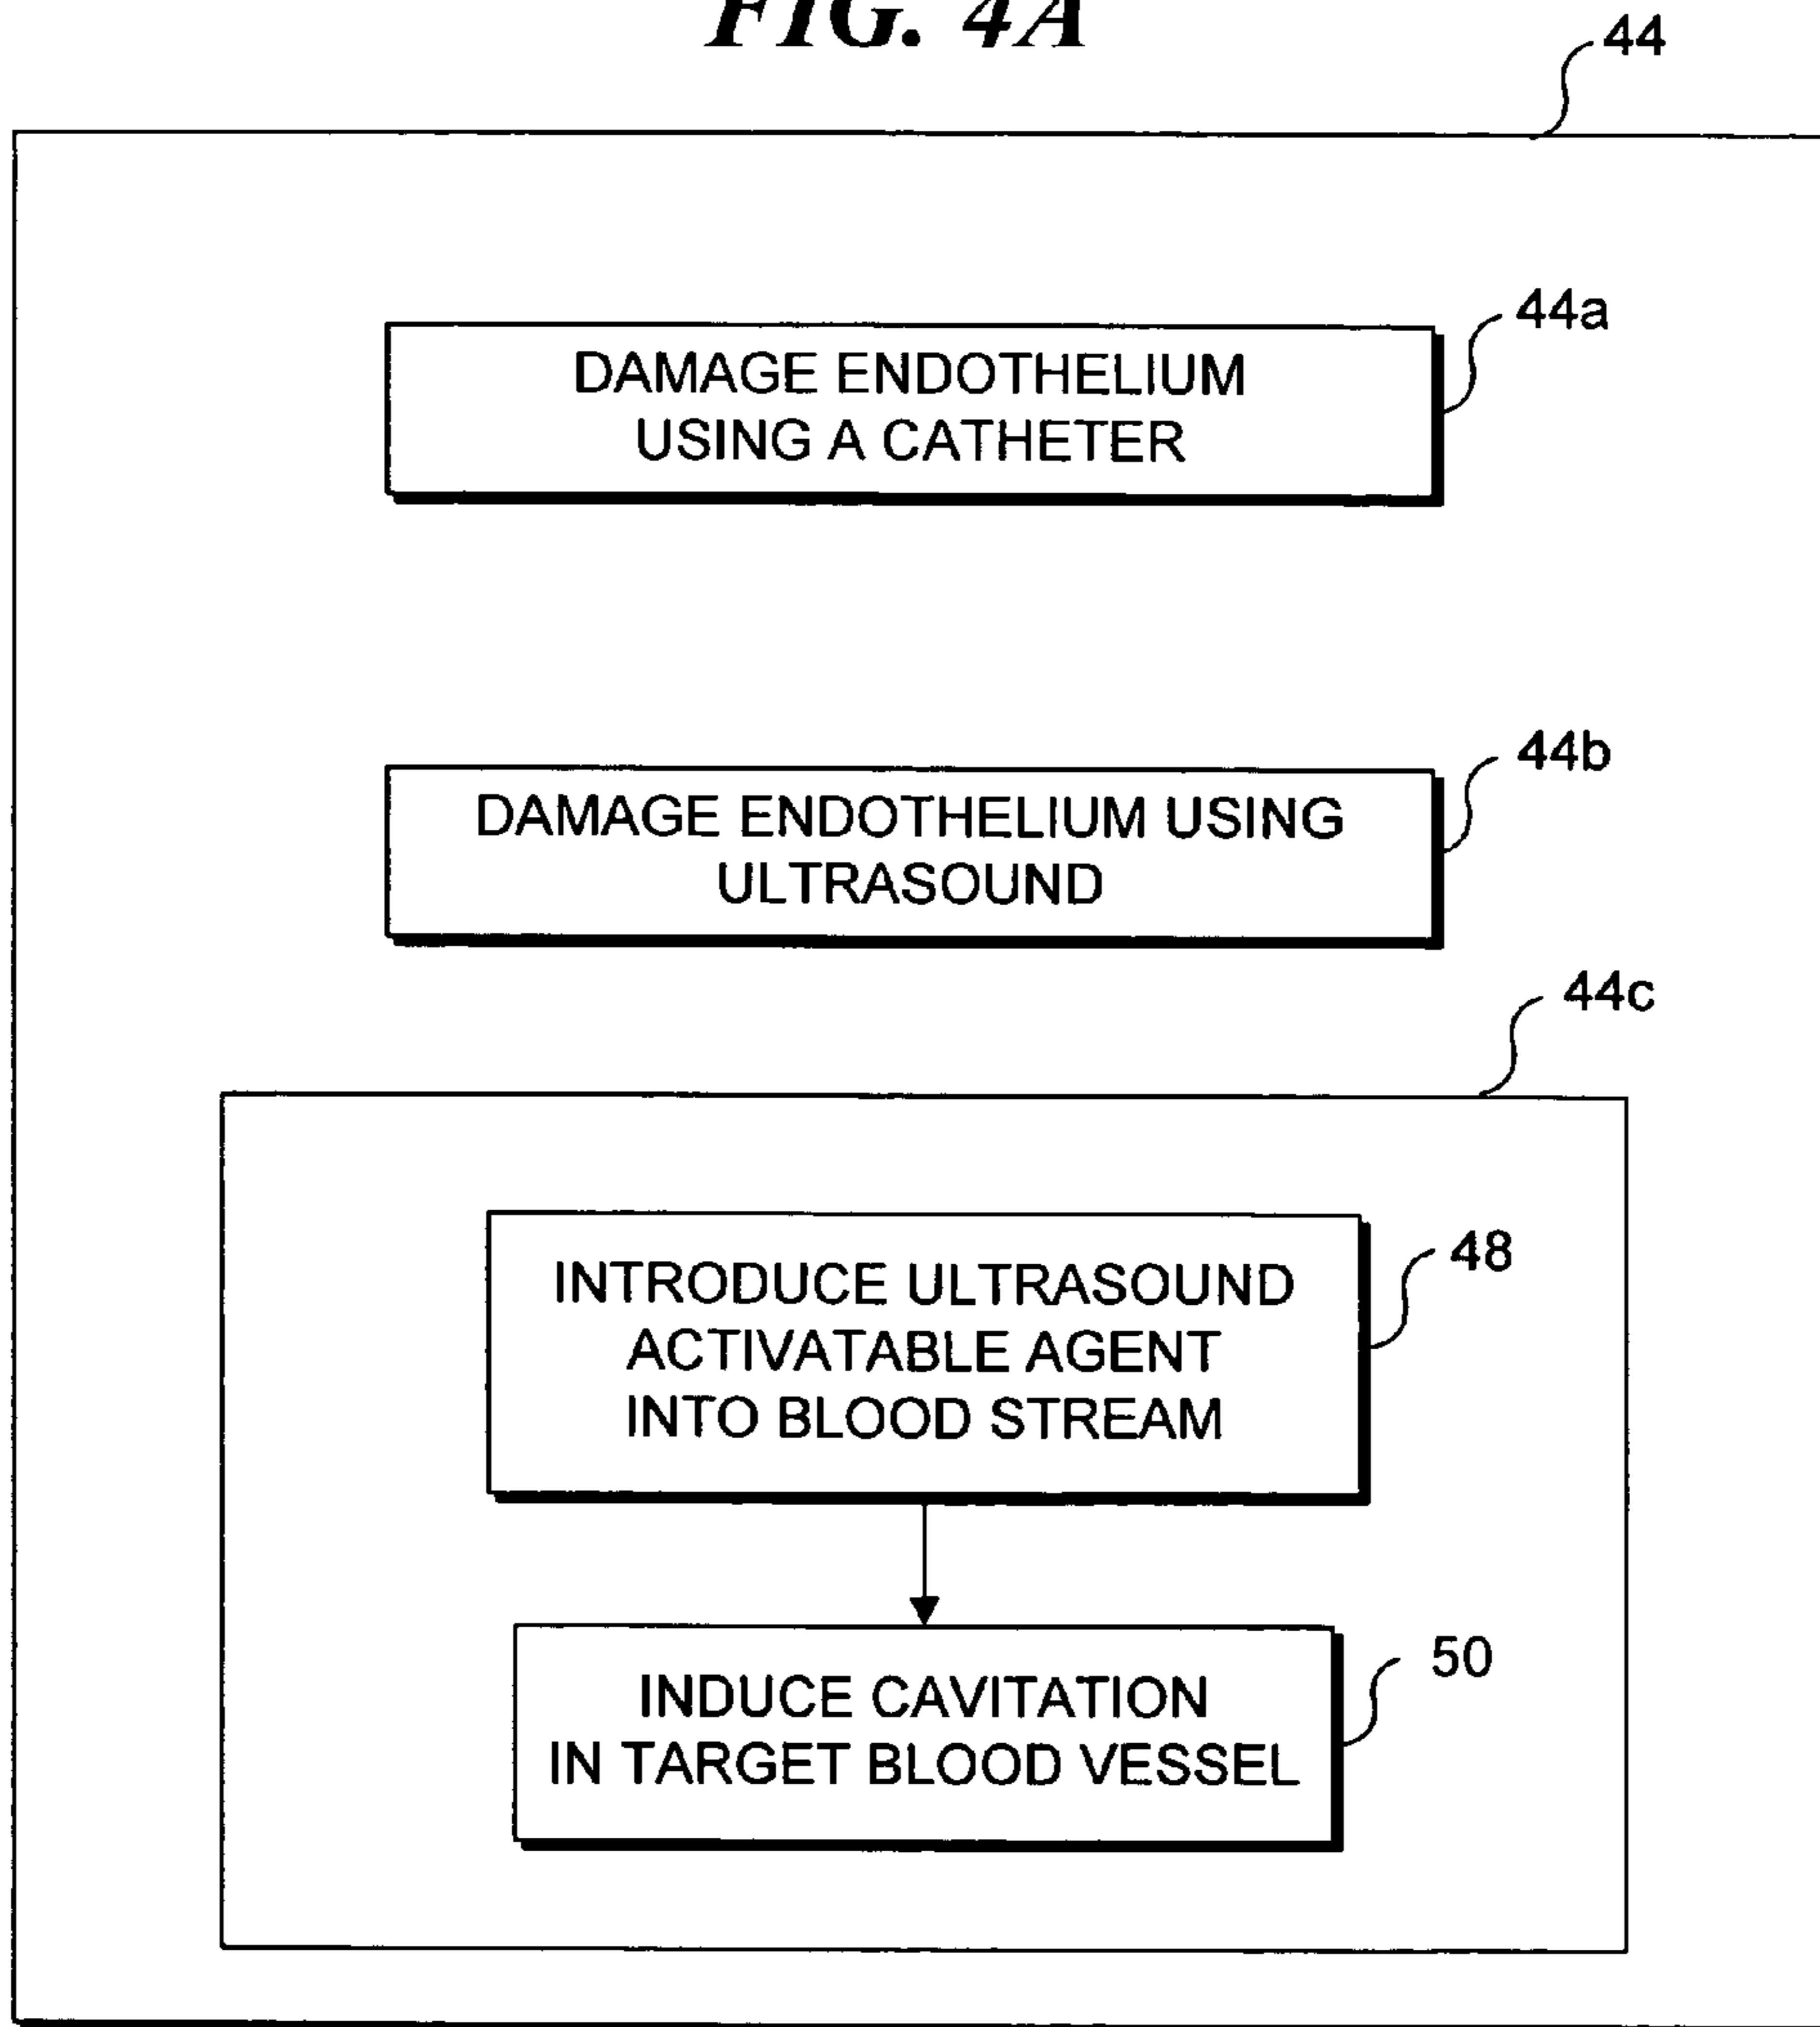 FIG. 4A
44
44a
DAMAGE ENDOTHELIUM
USING A CATHETER
44b
DAMAGE ENDOTHELIUM USING
ULTRASOUND
44c
48
INTRODUCE ULTRASOUND
ACTIVATABLE AGENT
INTO BLOOD STREAM
50
INDUCE CAVITATION
IN TARGET BLOOD VESSEL